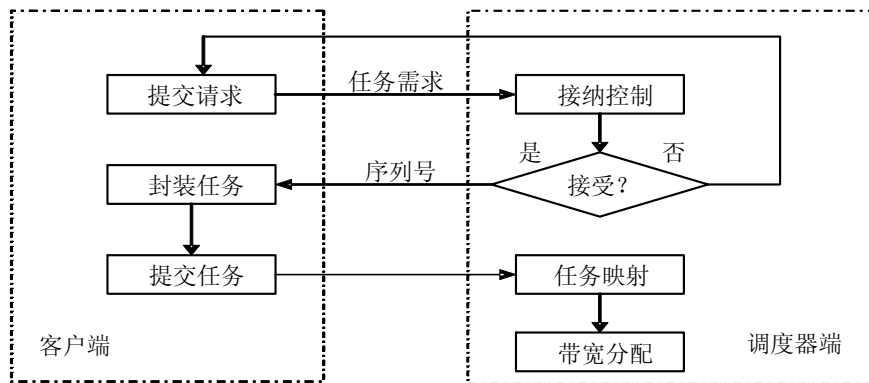 提交请求
任务需求
接纳控制
是
否
封装任务
序列号
接受?
提交任务
任务映射
客户端
带宽分配
调度器端